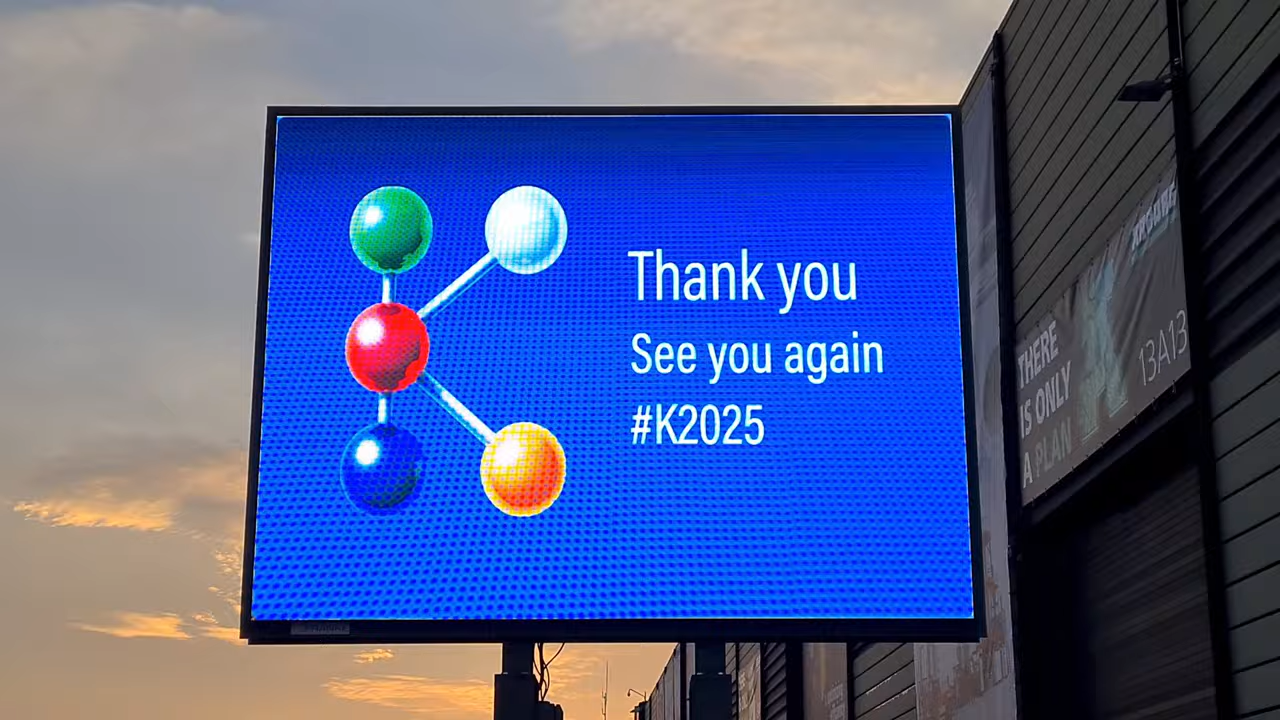 Thank you
See you again
#K2025
THERE
IS ONLY
A PLAN
13A13